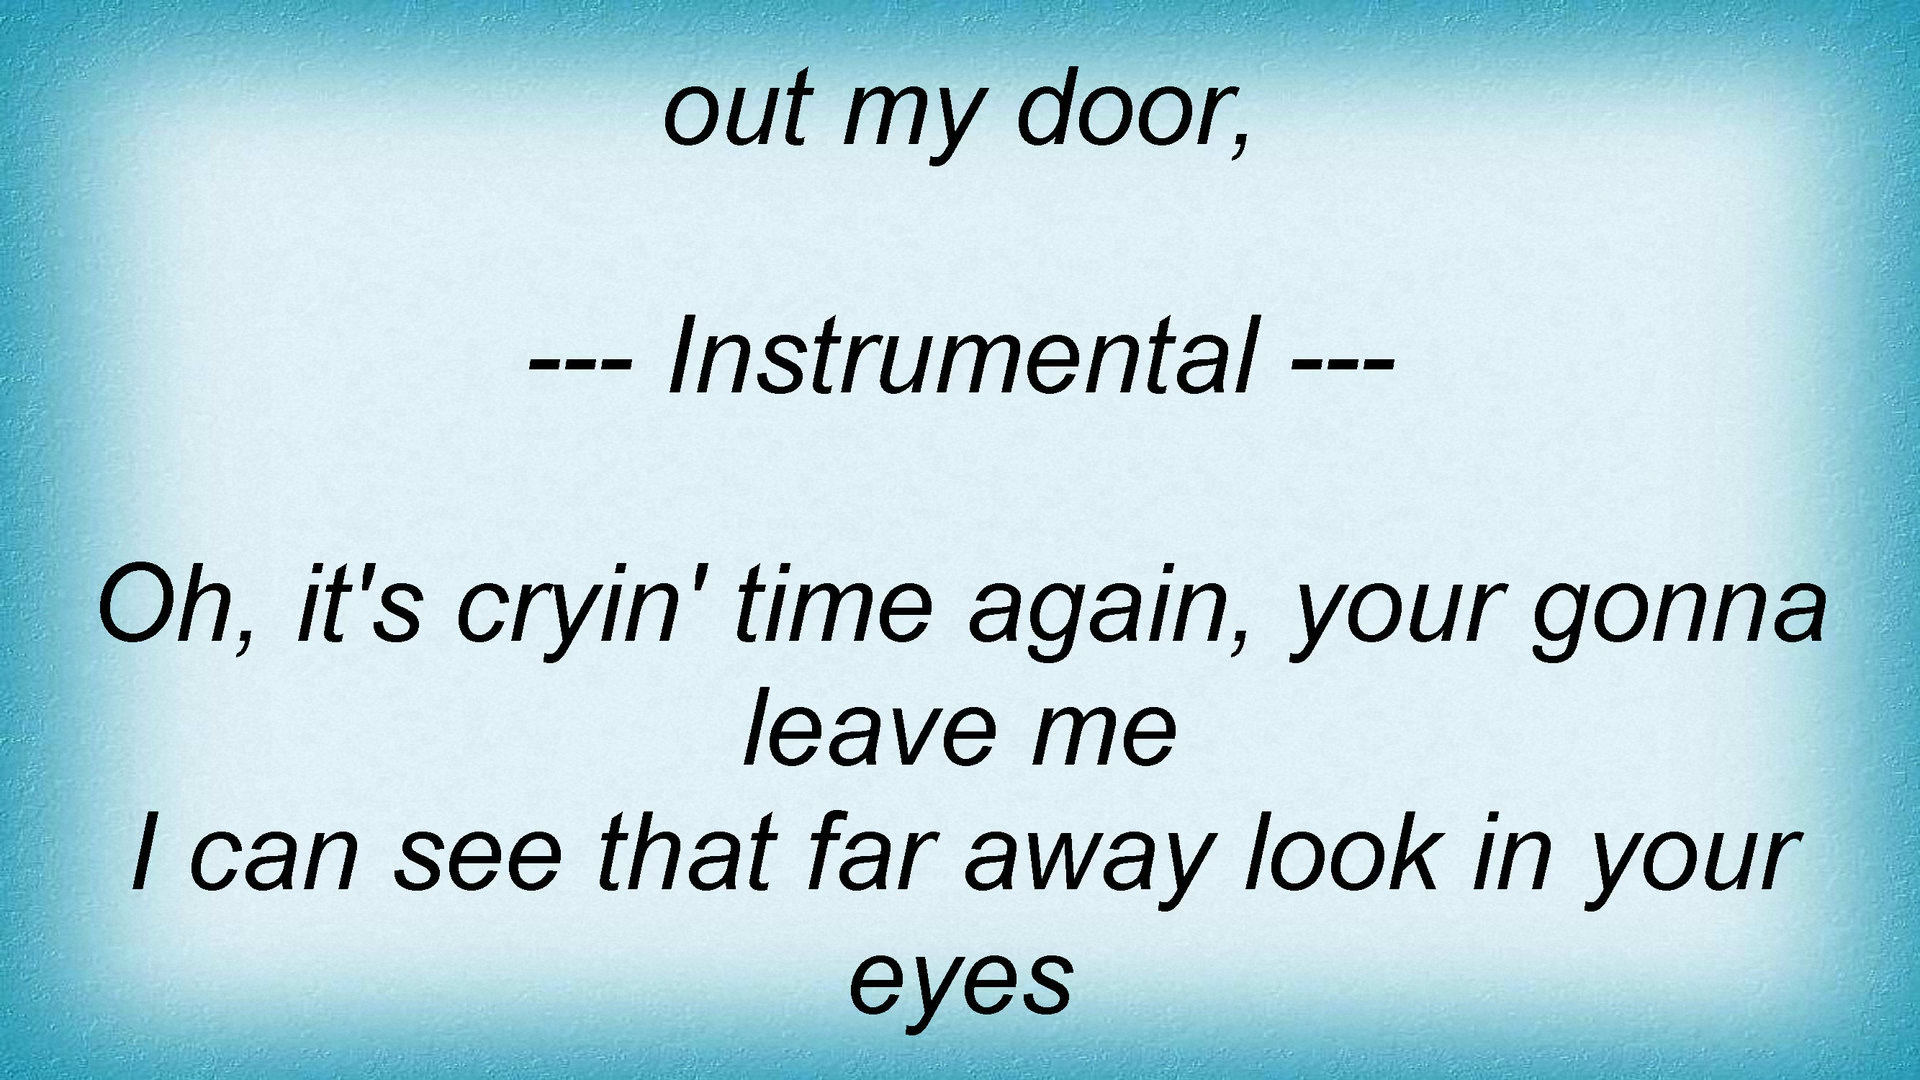 out my door,
--- Instrumental ---
Oh, it's cryin' time again, your gonna
leave me
I can see that far away look in your
eyes